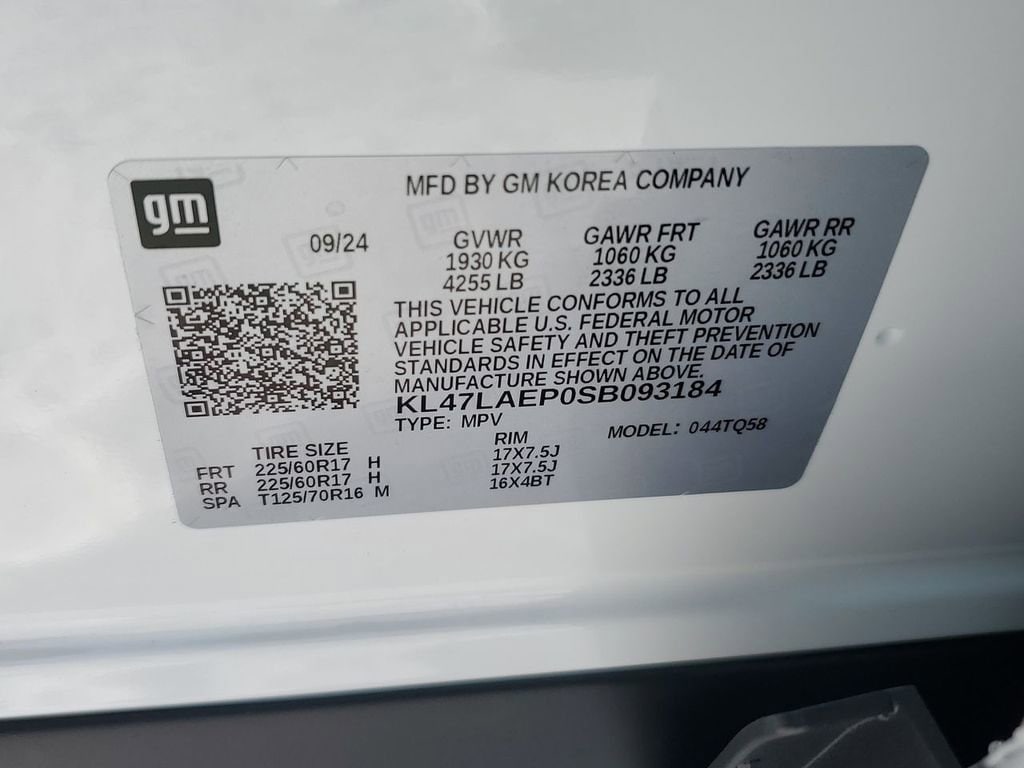 gm
MFD BY GM KOREA COMPANY
09/24
GVWR
1930 KG
4255 LB
GAWR FRT
1060 KG
2336 LB
GAWR RR
1060 KG
2336 LB
THIS VEHICLE CONFORMS TO ALL
APPLICABLE U.S. FEDERAL MOTOR
VEHICLE SAFETY AND THEFT PREVENTION
STANDARDS IN EFFECT ON THE DATE OF
MANUFACTURE SHOWN ABOVE.
KL47LAEP0SB093184
TYPE: MPV
MODEL: 044TQ58
TIRE SIZE RIM
FRT 225/60R17 H 17X7.5J
RR 225/60R17 H 17X7.5J
SPA T125/70R16 M 16X4BT